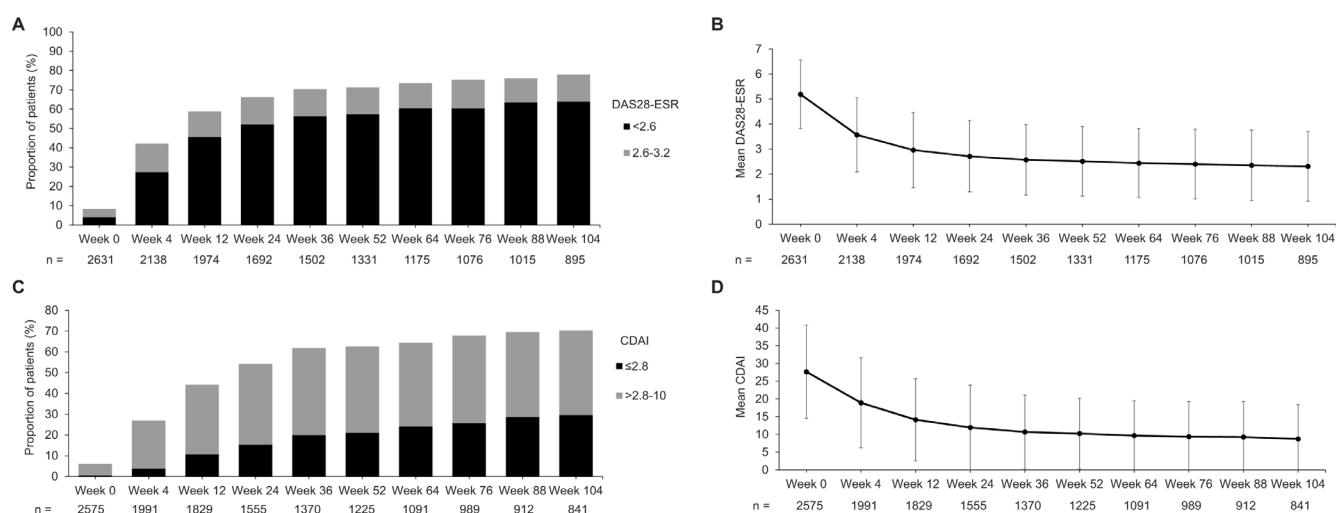 A
Proportion of patients (%)
100
90
80
70
60
50
40
30
20
10
0
Week 0 Week 4 Week 12 Week 24 Week 36 Week 52 Week 64 Week 76 Week 88 Week 104
n = 2631 2138 1974 1692 1502 1331 1175 1076 1015 895
DAS28-ESR
<2.6
2.6-3.2
B
Mean DAS28-ESR
7
6
5
4
3
2
1
0
Week 0 Week 4 Week 12 Week 24 Week 36 Week 52 Week 64 Week 76 Week 88 Week 104
n = 2631 2138 1974 1692 1502 1331 1175 1076 1015 895
C
Proportion of patients (%)
80
70
60
50
40
30
20
10
0
Week 0 Week 4 Week 12 Week 24 Week 36 Week 52 Week 64 Week 76 Week 88 Week 104
n = 2575 1991 1829 1555 1370 1225 1091 989 912 841
CDAI
≤2.8
>2.8-10
D
Mean CDAI
45
40
35
30
25
20
15
10
5
0
Week 0 Week 4 Week 12 Week 24 Week 36 Week 52 Week 64 Week 76 Week 88 Week 104
n = 2575 1991 1829 1555 1370 1225 1091 989 912 841